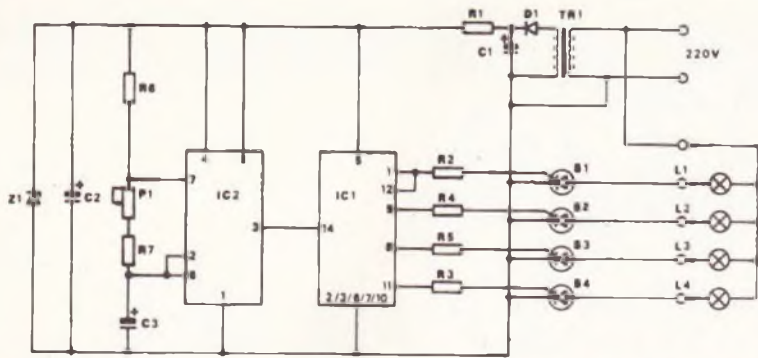 R1
D1
TR1
C1
220V
R6
4
8
5
7
P1
IC2
IC1
1
12
R2
B1
L1
Z1
C2
3
14
9
R4
B2
L2
R7
2
6
8
R5
B3
L3
C3
1
2/3/6/7/10
11
R3
B4
L4